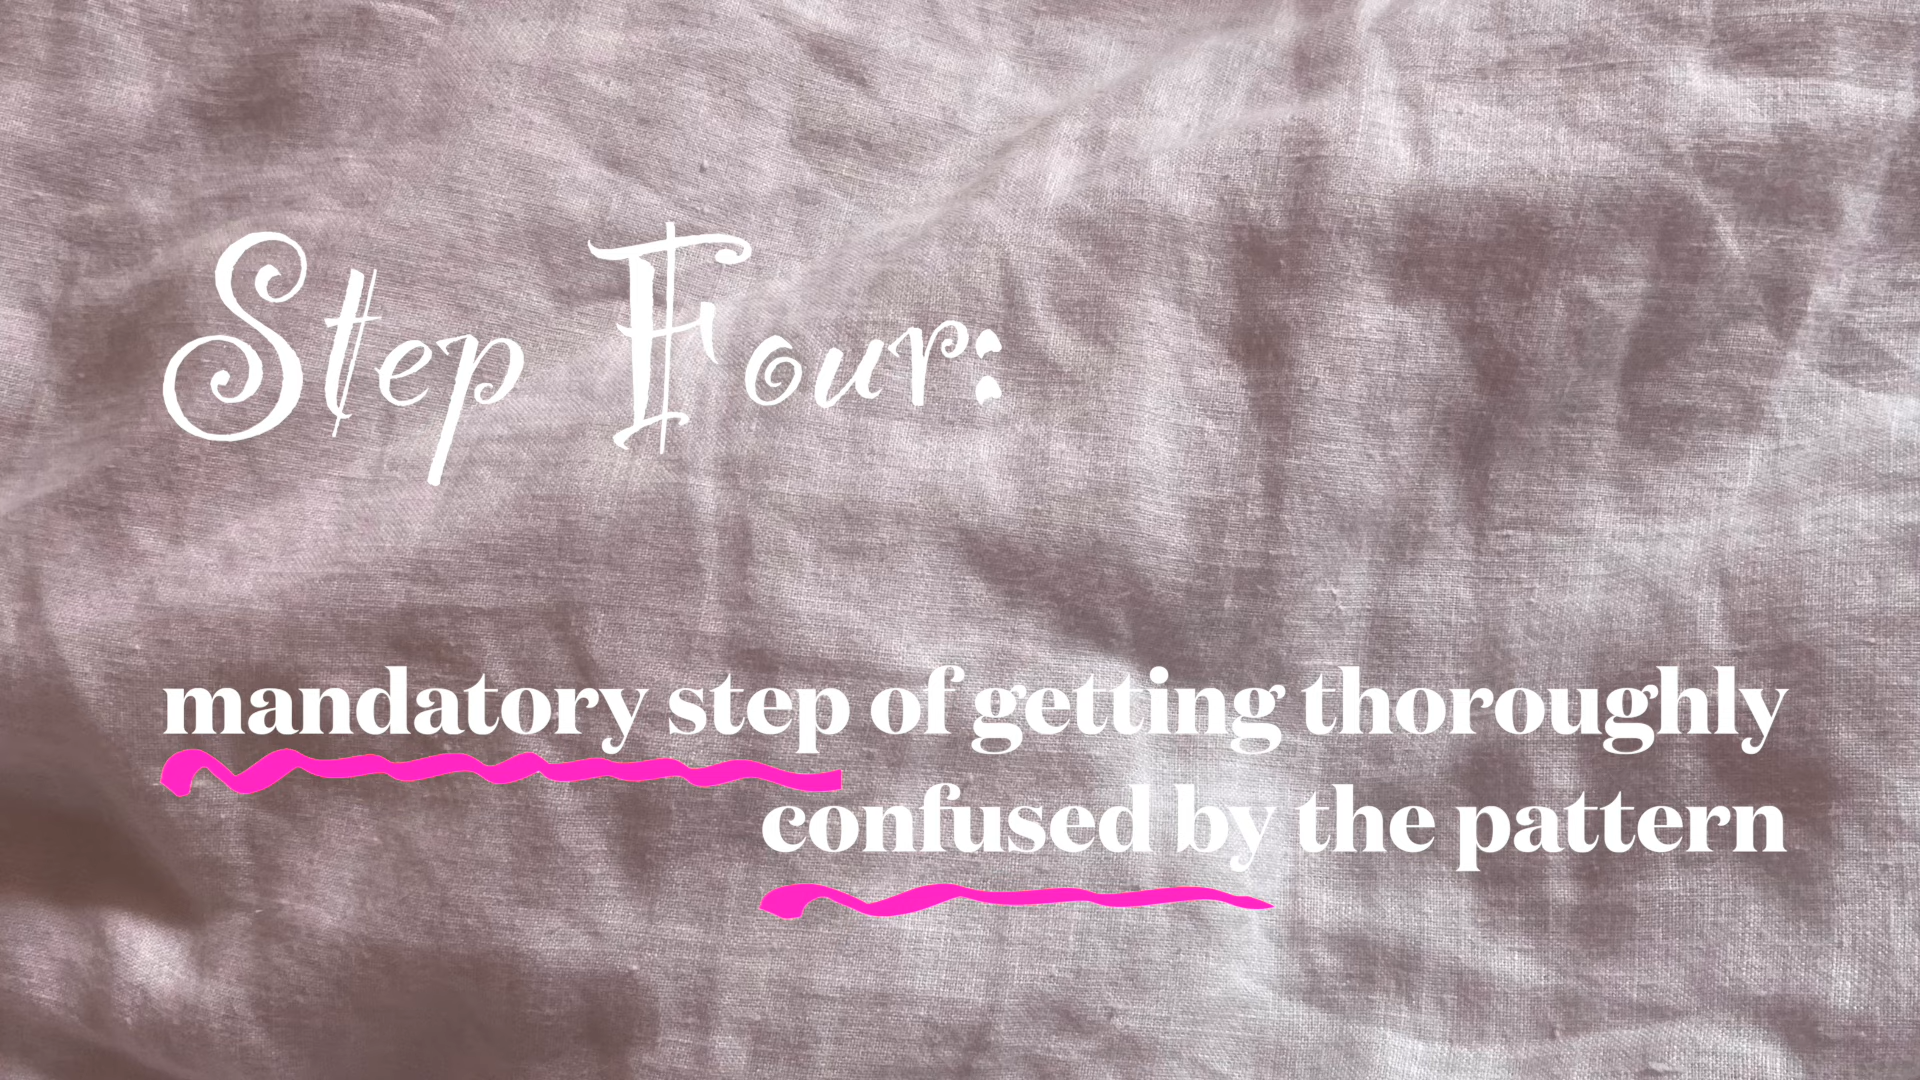 Step Four:
mandatory step of getting thoroughly
confused by the pattern